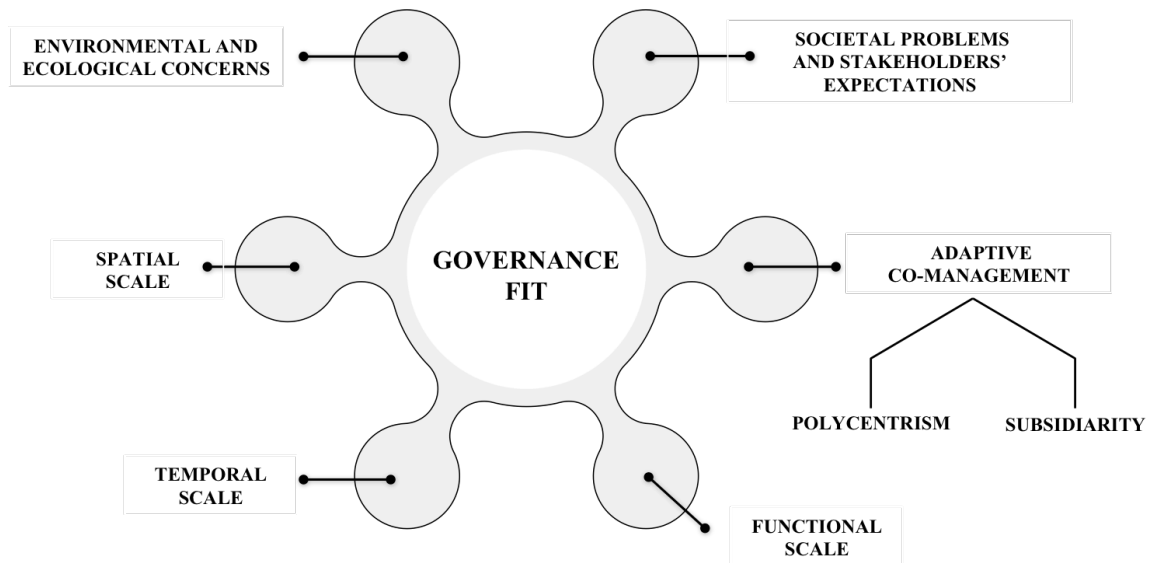 ENVIRONMENTAL AND
ECOLOGICAL CONCERNS
SOCIETAL PROBLEMS
AND STAKEHOLDERS’
EXPECTATIONS
SPATIAL
SCALE
GOVERNANCE
FIT
ADAPTIVE
CO-MANAGEMENT
POLYCENTRISM
SUBSIDIARITY
TEMPORAL
SCALE
FUNCTIONAL
SCALE